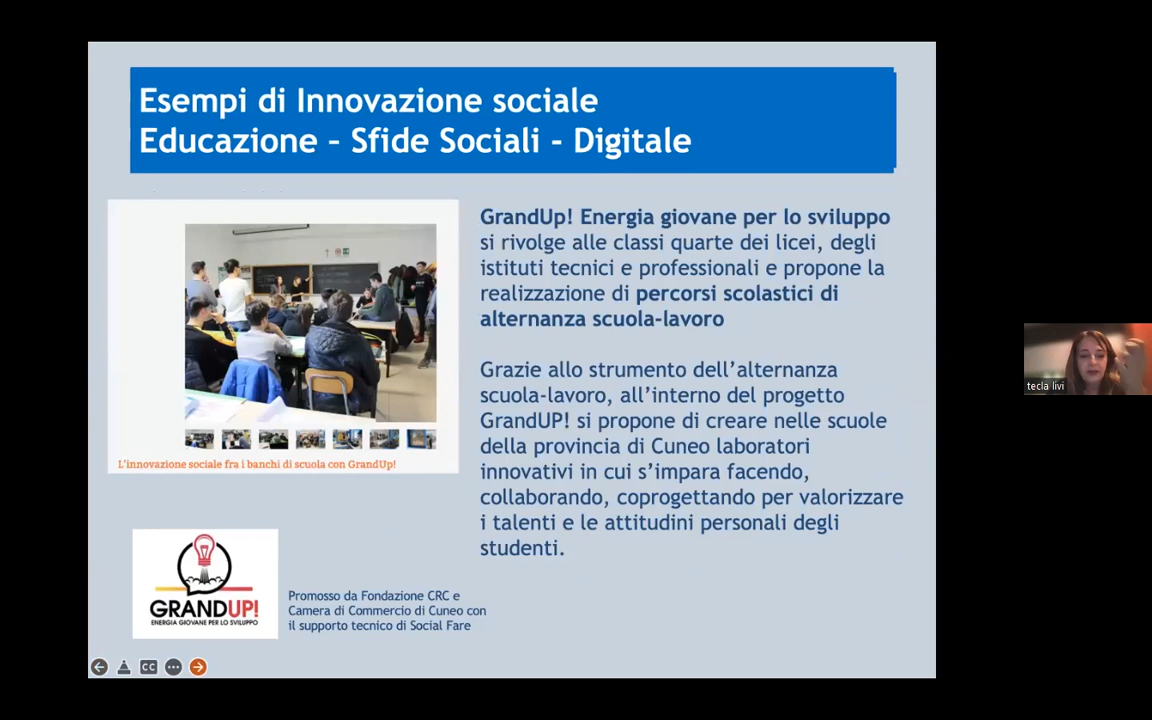 Esempi di Innovazione sociale
Educazione – Sfide Sociali - Digitale
GrandUp! Energia giovane per lo sviluppo
si rivolge alle classi quarte dei licei, degli
istituti tecnici e professionali e propone la
realizzazione di percorsi scolastici di
alternanza scuola-lavoro
Grazie allo strumento dell’alternanza
scuola-lavoro, all’interno del progetto
GrandUP! si propone di creare nelle scuole
della provincia di Cuneo laboratori
innovativi in cui s’impara facendo,
collaborando, coprogettando per valorizzare
i talenti e le attitudini personali degli
studenti.
L'innovazione sociale fra i banchi di scuola con GrandUp!
GRANDUP!
ENERGIA GIOVANE PER LO SVILUPPO
Promosso da Fondazione CRC e
Camera di Commercio di Cuneo con
il supporto tecnico di Social Fare
CC
tecla livi